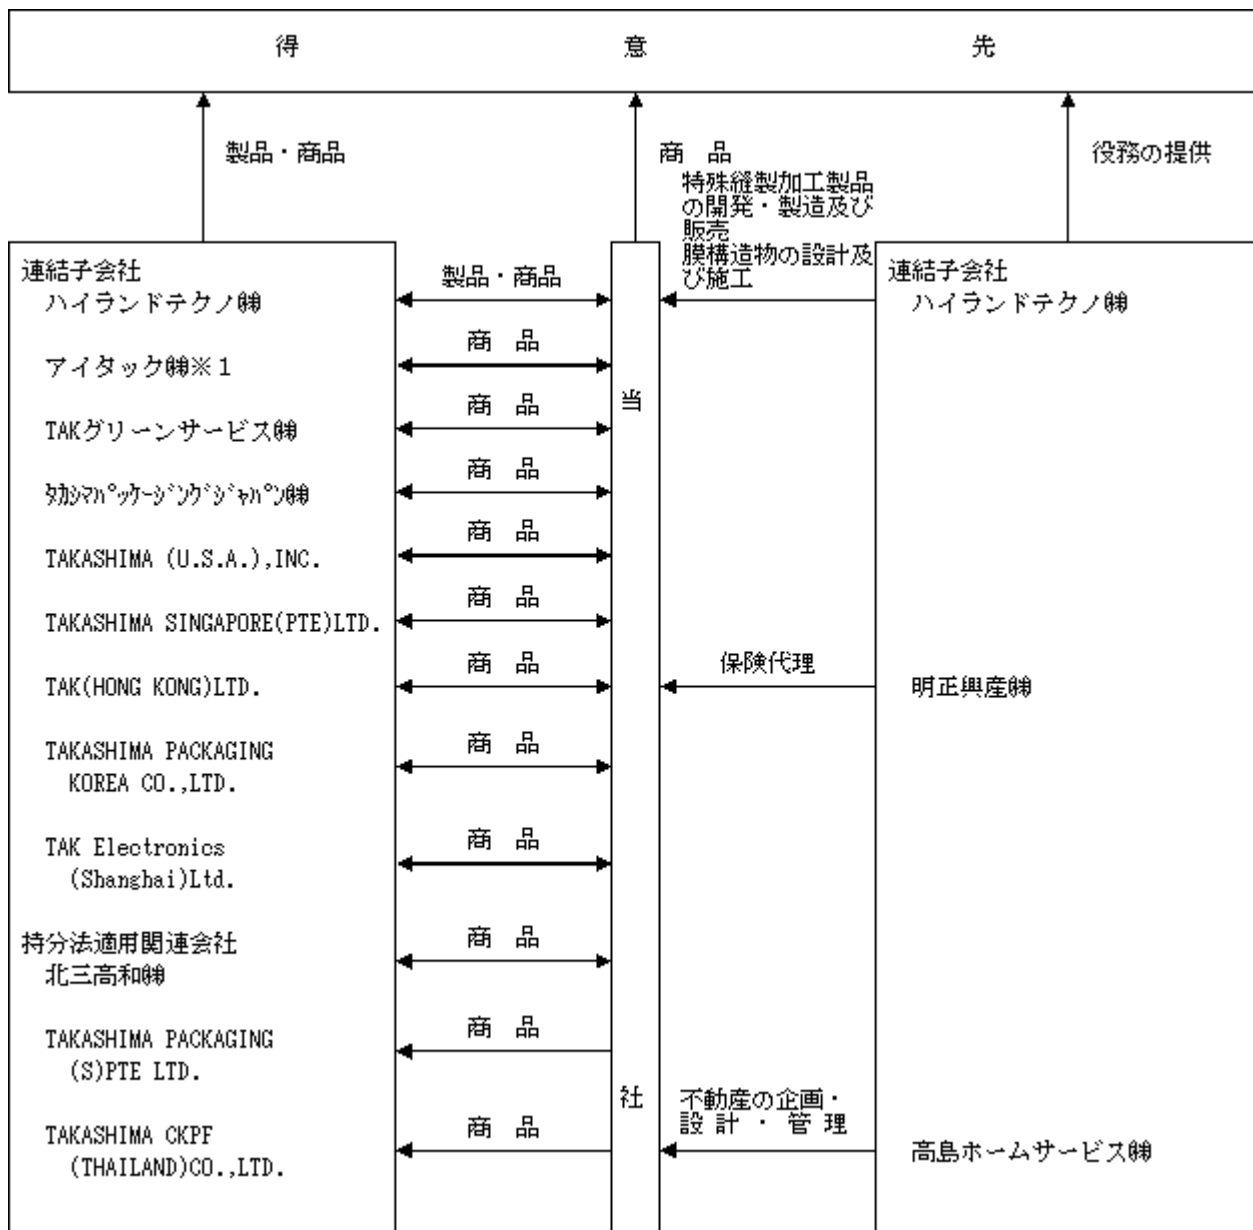 得 意 先
製品・商品
商 品
役務の提供
特殊縫製加工製品
の開発・製造及び
販売
膜構造物の設計及
び施工
連結子会社
ハイランドテクノ㈱
アイタック㈱※1
TAKグリーンサービス㈱
ﾀｶｼﾏﾊﾟｯｹｰｼﾞﾝｸﾞｼﾞｬﾊﾟﾝ㈱
TAKASHIMA (U.S.A.),INC.
TAKASHIMA SINGAPORE(PTE)LTD.
TAK(HONG KONG)LTD.
TAKASHIMA PACKAGING
KOREA CO.,LTD.
TAK Electronics
(Shanghai)Ltd.
持分法適用関連会社
北三高和㈱
TAKASHIMA PACKAGING
(S)PTE LTD.
TAKASHIMA CKPF
(THAILAND)CO.,LTD.
製品・商品
商 品
商 品
商 品
商 品
商 品
商 品
商 品
商 品
商 品
商 品
商 品
当
社
保険代理
不動産の企画・
設 計 ・ 管 理
連結子会社
ハイランドテクノ㈱
明正興産㈱
高島ホームサービス㈱